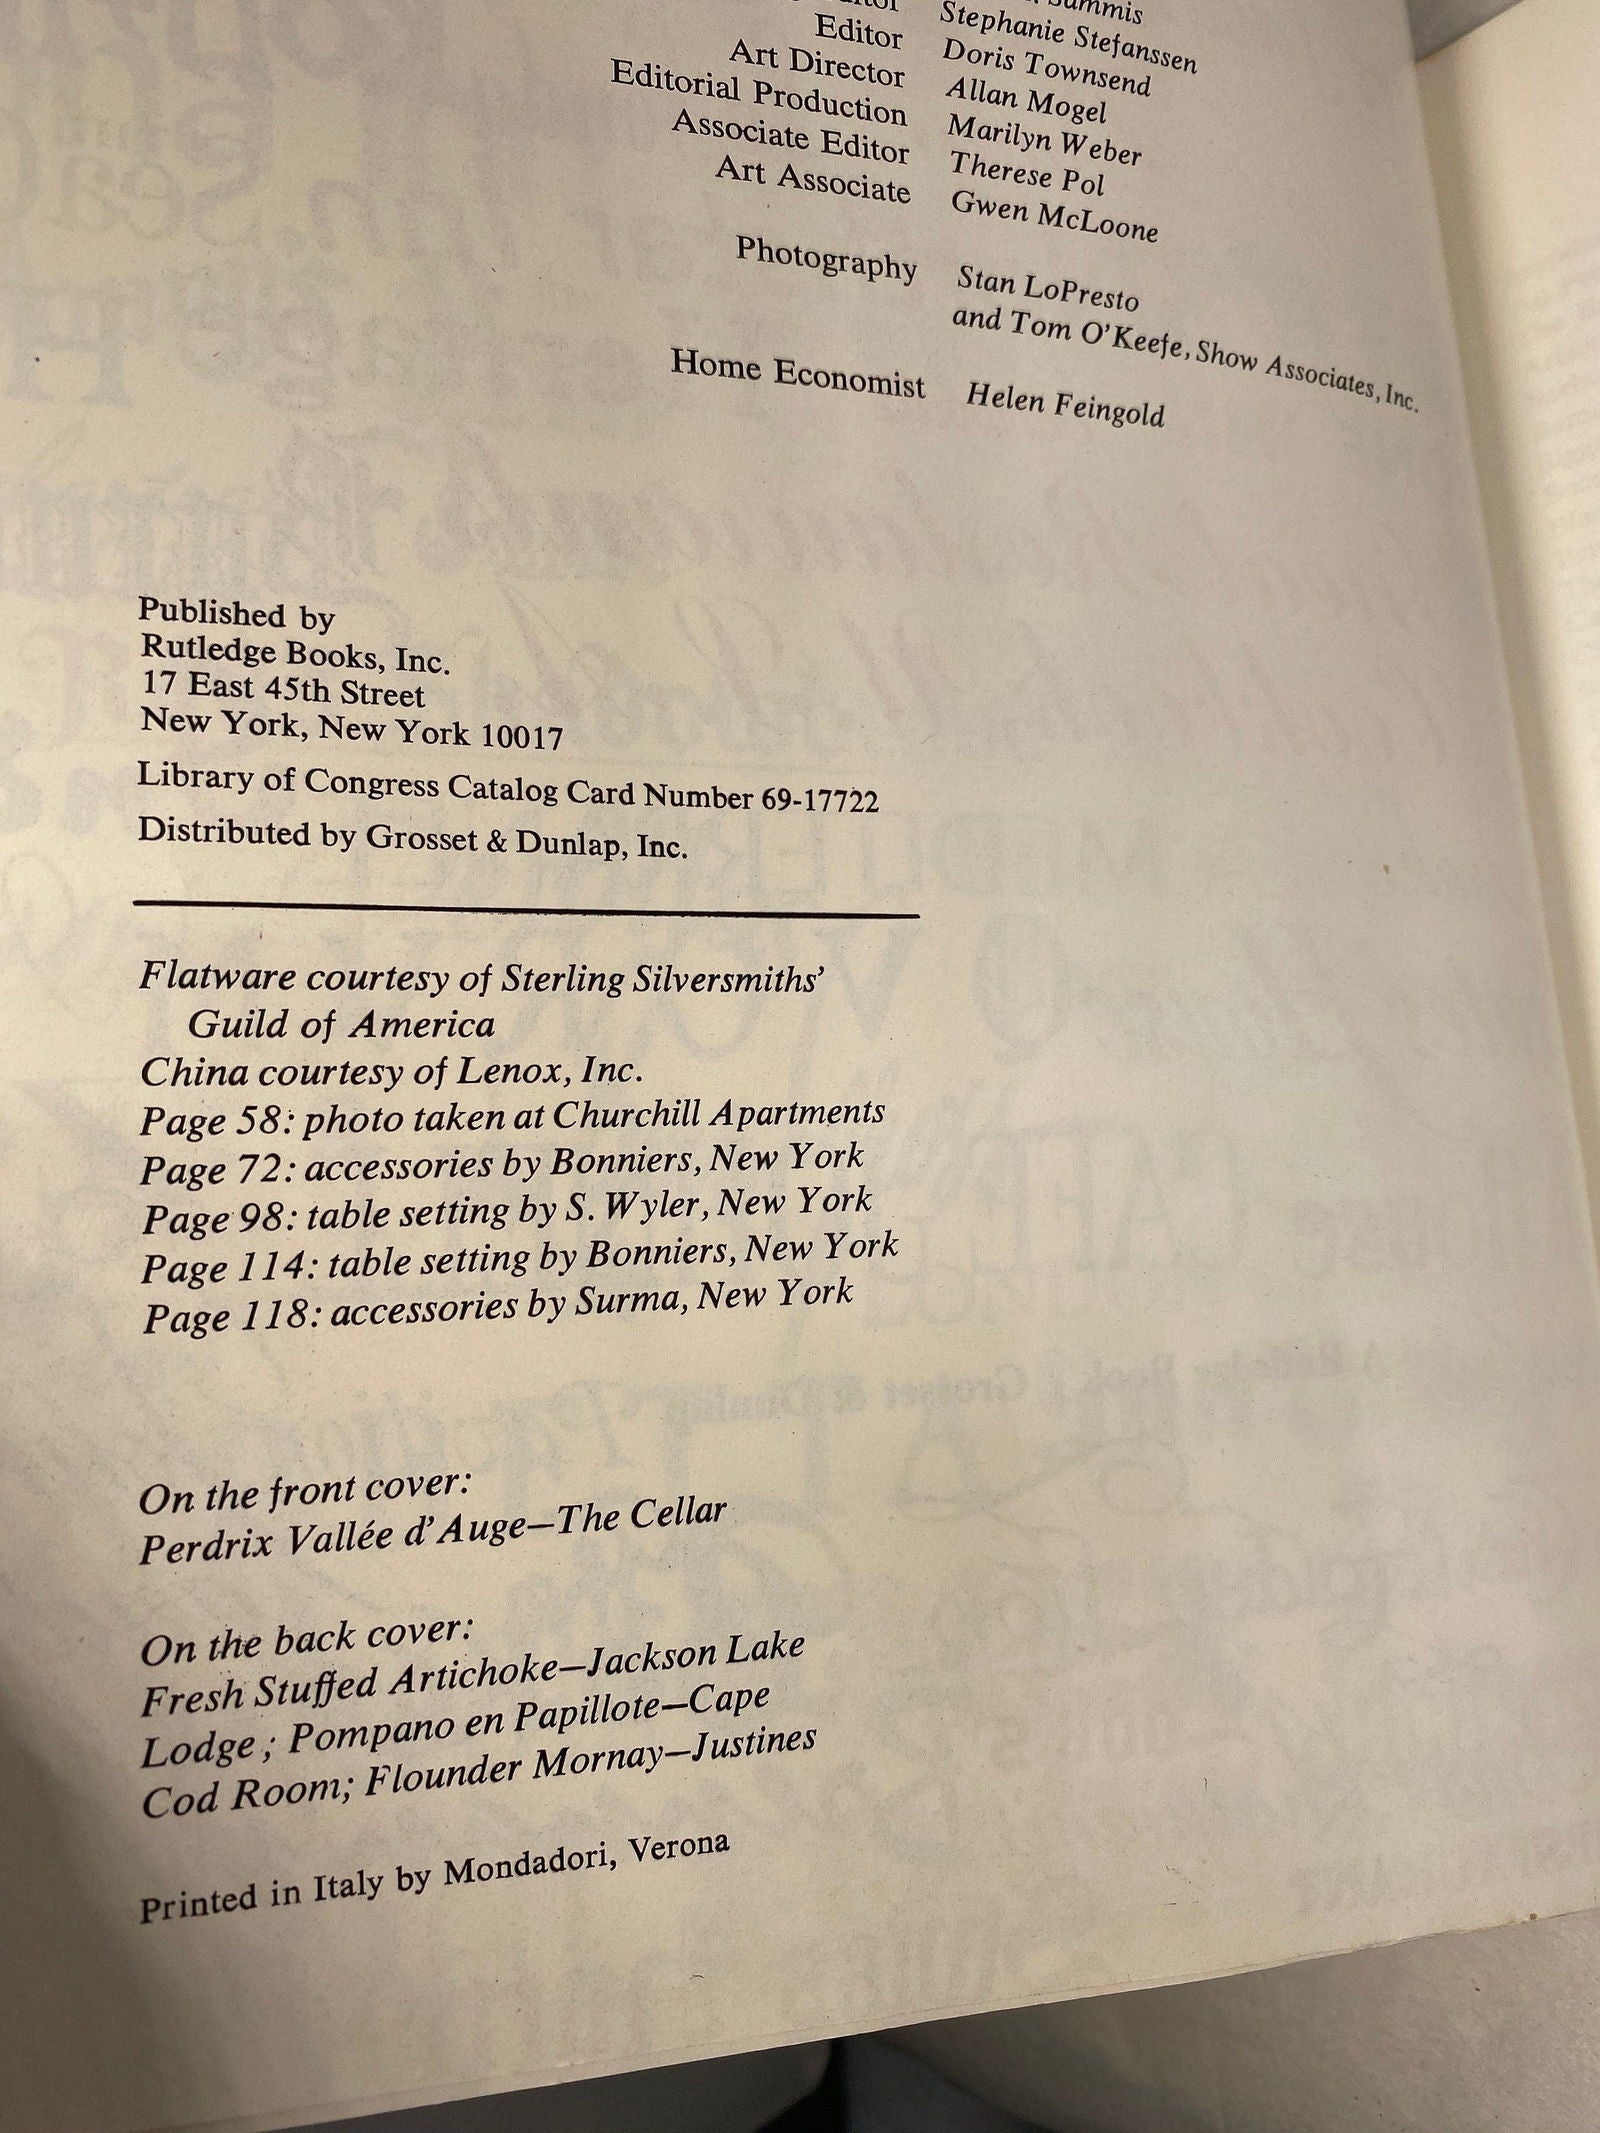 Summis
Stephanie Stefanssen
Editor Doris Townsend
Art Director Allan Mogel
Editorial Production Marilyn Weber
Associate Editor Therese Pol
Art Associate Gwen McLoone
Photography Stan LoPresto
and Tom O'Keefe, Show Associates, Inc.
Home Economist Helen Feingold
Published by
Rutledge Books, Inc.
17 East 45th Street
New York, New York 10017
Library of Congress Catalog Card Number 69-17722
Distributed by Grosset & Dunlap, Inc.
Flatware courtesy of Sterling Silversmiths'
Guild of America
China courtesy of Lenox, Inc.
Page 58: photo taken at Churchill Apartments
Page 72: accessories by Bonniers, New York
Page 98: table setting by S. Wyler, New York
Page 114: table setting by Bonniers, New York
Page 118: accessories by Surma, New York
On the front cover:
Perdrix Vallée d'Auge—The Cellar
On the back cover:
Fresh Stuffed Artichoke—Jackson Lake
Lodge; Pompano en Papillote—Cape
Cod Room; Flounder Mornay—Justines
Printed in Italy by Mondadori, Verona